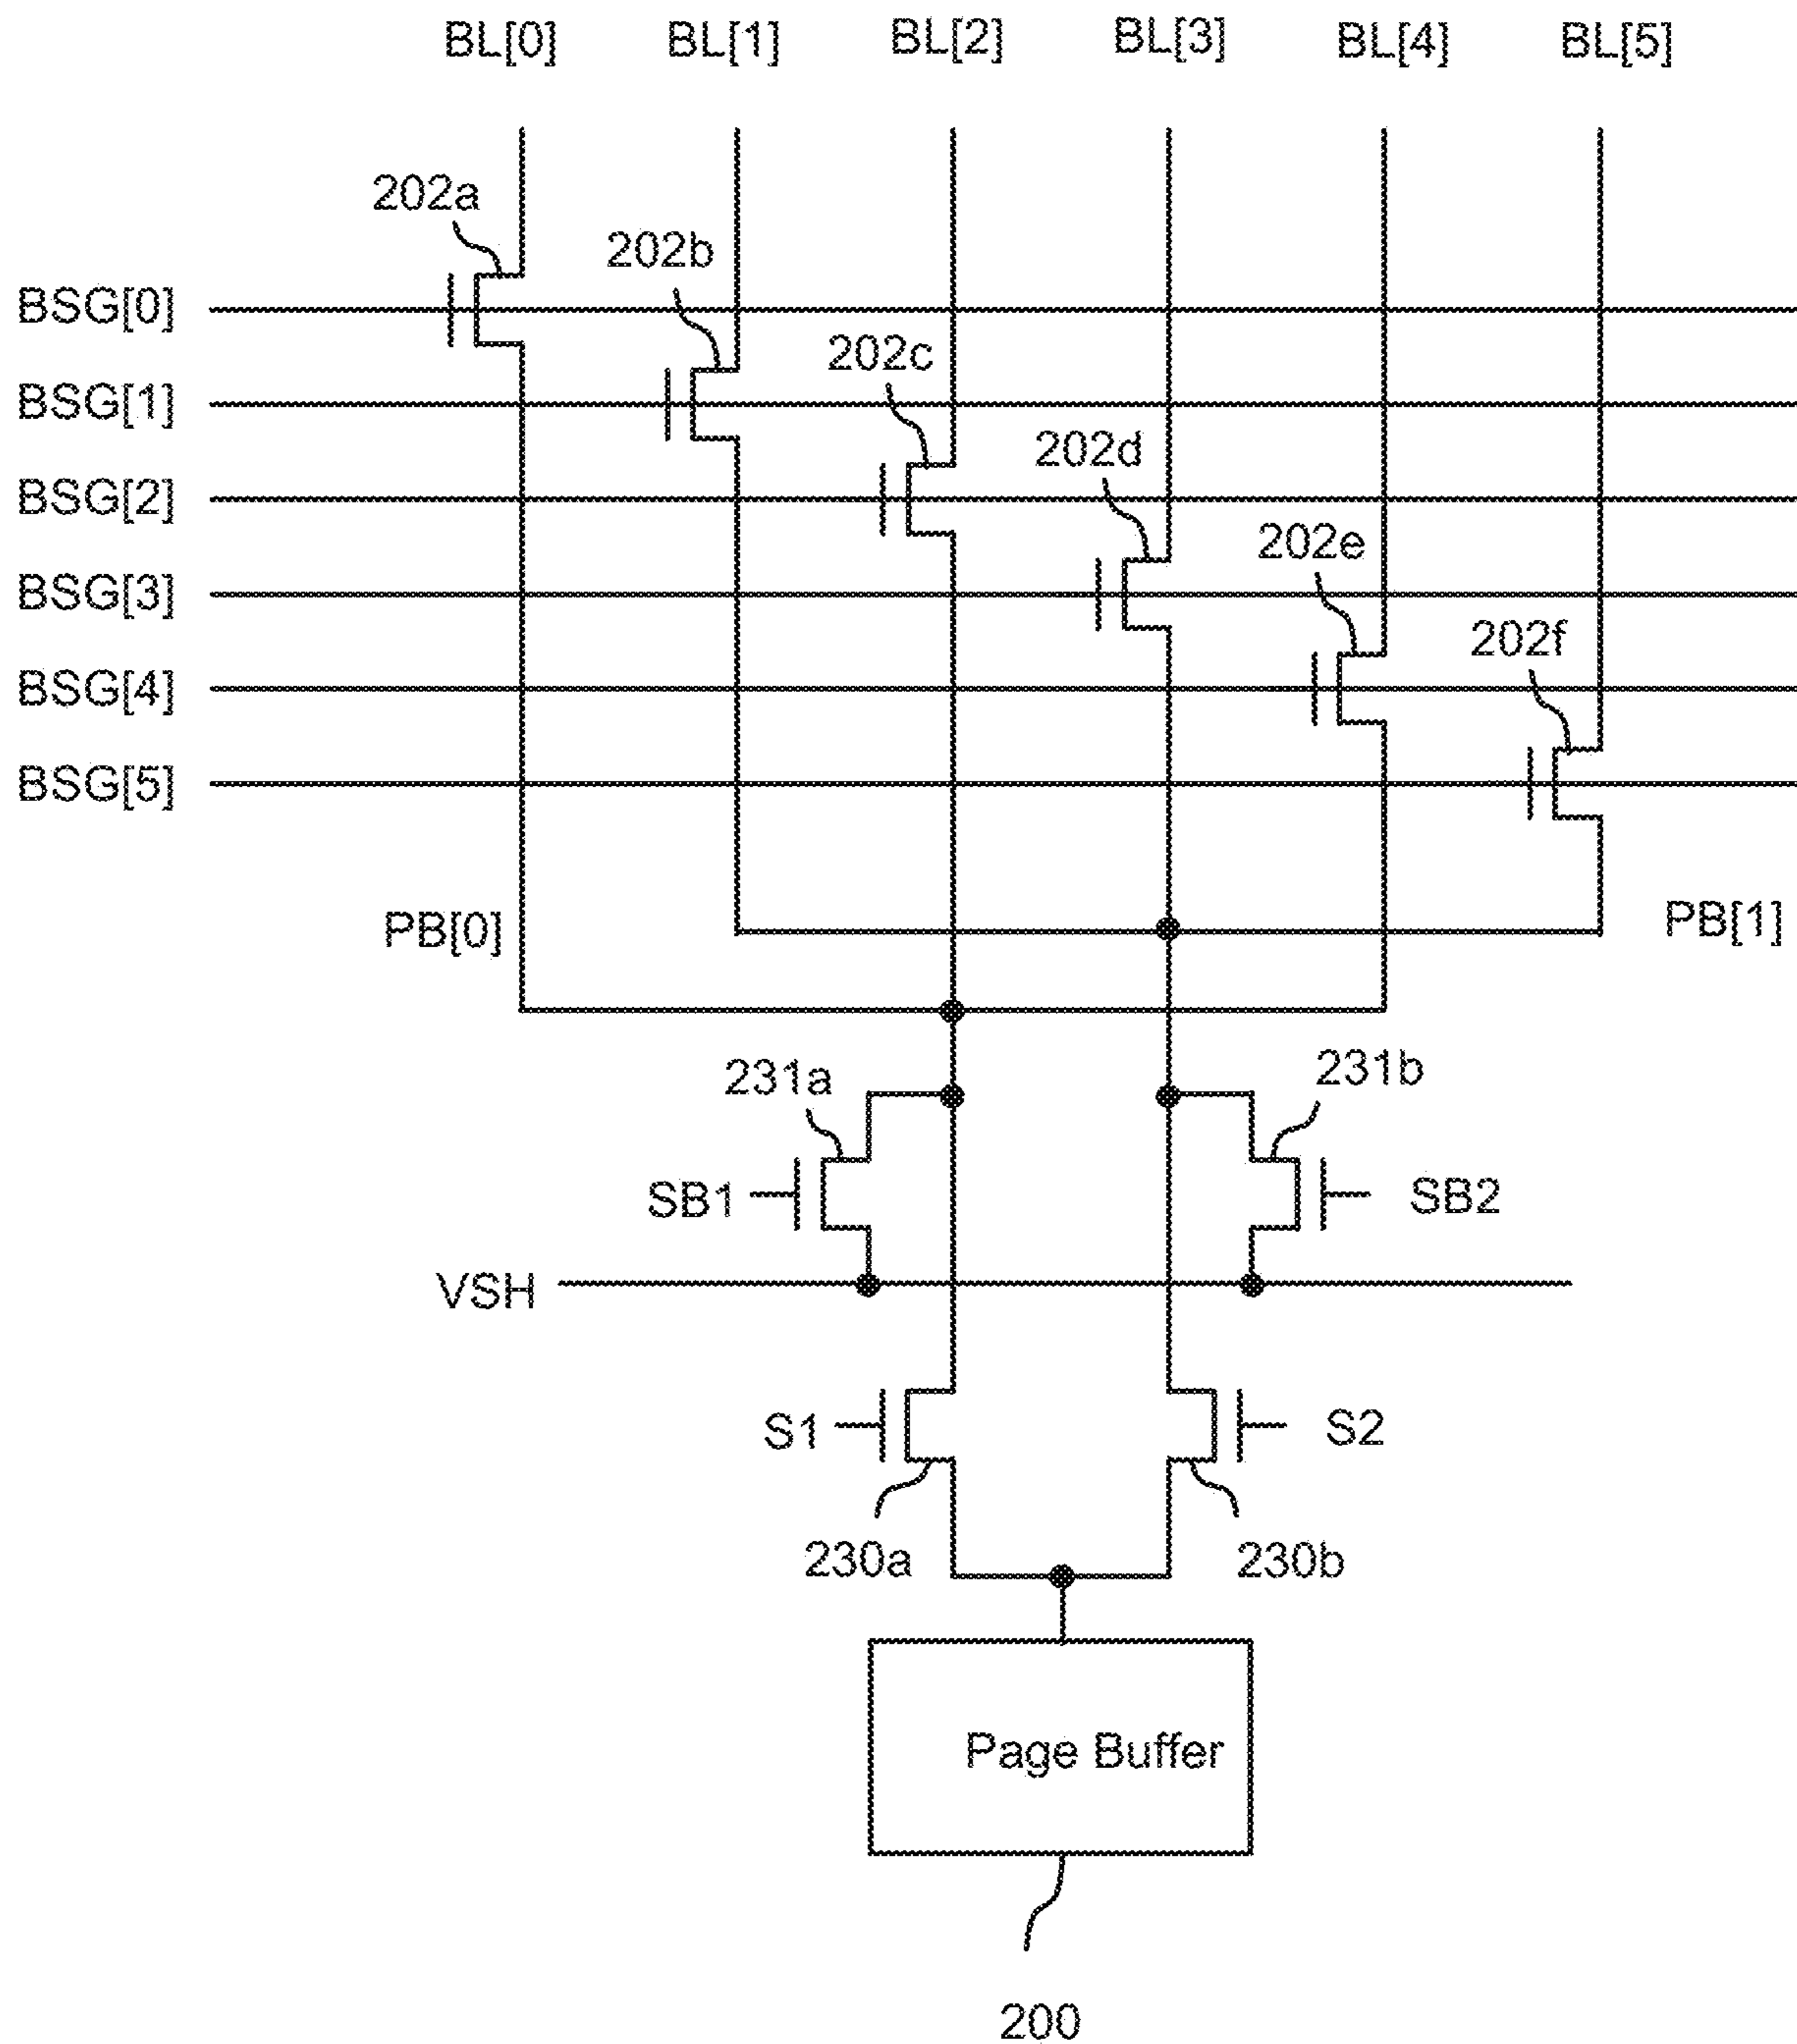 BL[0] BL[1] BL[2] BL[3] BL[4] BL[5]
202a
202b
BSG[0]
202c
BSG[1]
202d
BSG[2]
202e
BSG[3]
202f
BSG[4]
BSG[5]
PB[0] PB[1]
231a 231b
SB1 SB2
VSH
S1 S2
230a 230b
Page Buffer
200